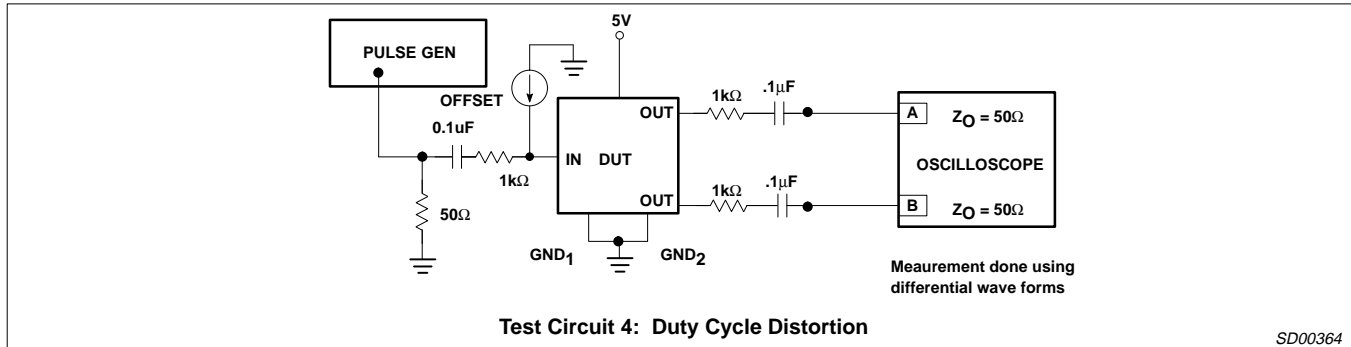 5V
PULSE GEN
OFFSET
0.1uF
1kΩ
50Ω
IN DUT
OUT
OUT
GND1
GND2
1kΩ
.1µF
1kΩ
.1µF
A
ZO = 50Ω
OSCILLOSCOPE
B
ZO = 50Ω
Meaurement done using
differential wave forms
Test Circuit 4: Duty Cycle Distortion
SD00364